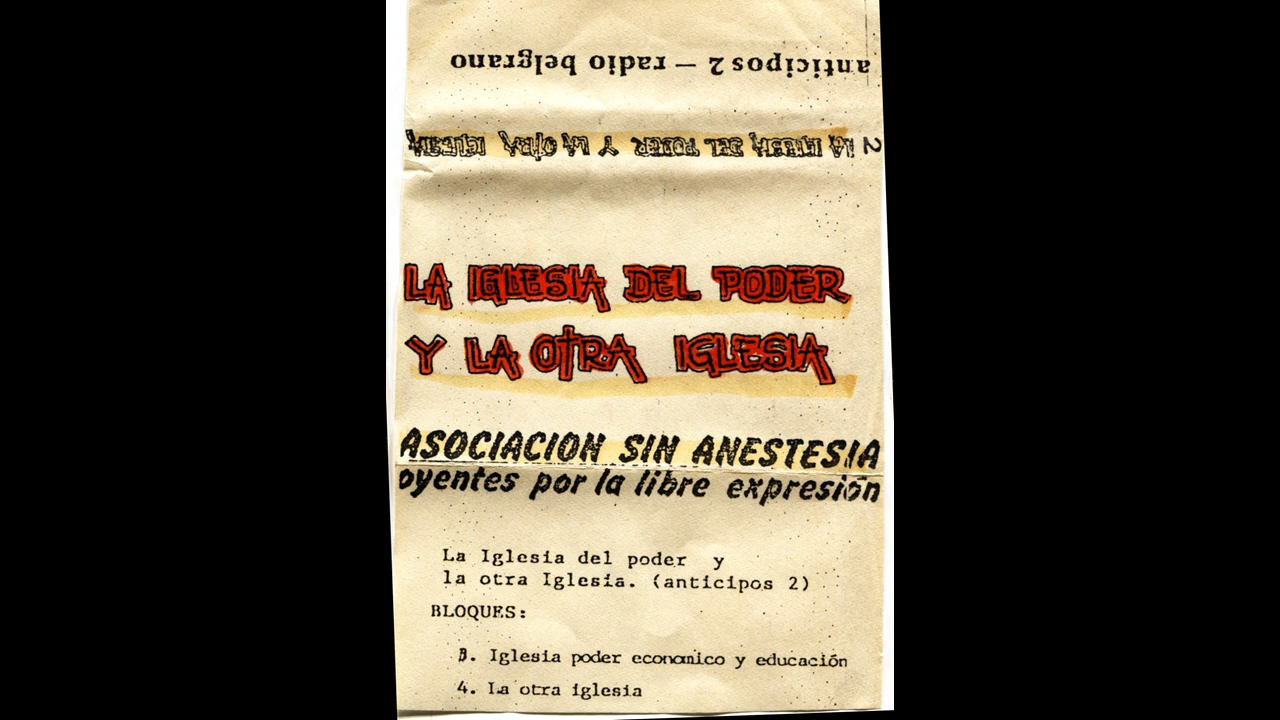 anticipos 2 — radio belgrano
2 LA IGLESIA DEL PODER Y LA OTRA IGLESIA
LA IGLESIA DEL PODER
Y LA OTRA IGLESIA
ASOCIACION SIN ANESTESIA
oyentes por la libre expresión
La Iglesia del poder y
la otra Iglesia. (anticipos 2)
BLOQUES:
3. Iglesia poder economico y educación
4. La otra iglesia